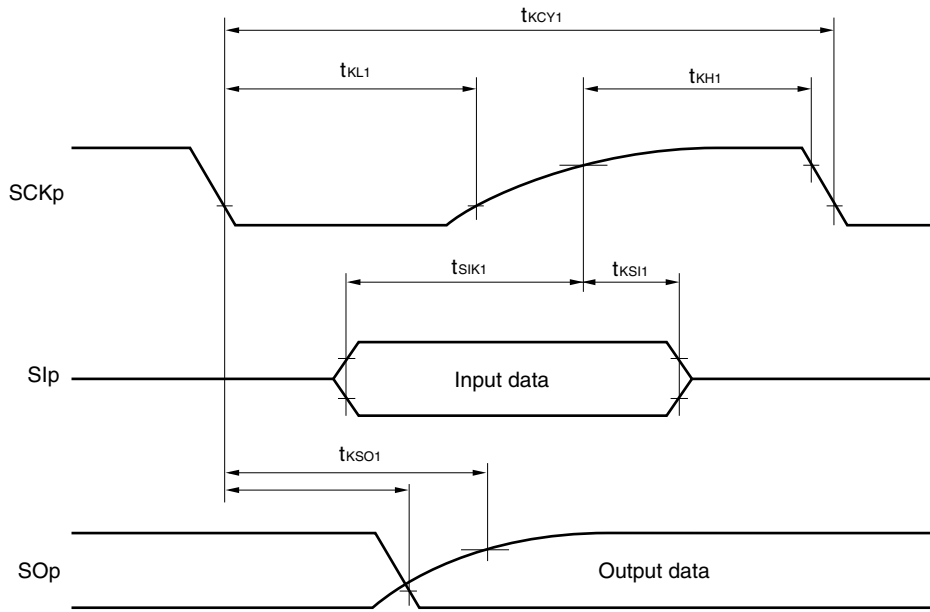 tKCY1
tKL1
tKH1
SCKp
tSIK1
tKSI1
SIp
Input data
tKSO1
SOp
Output data